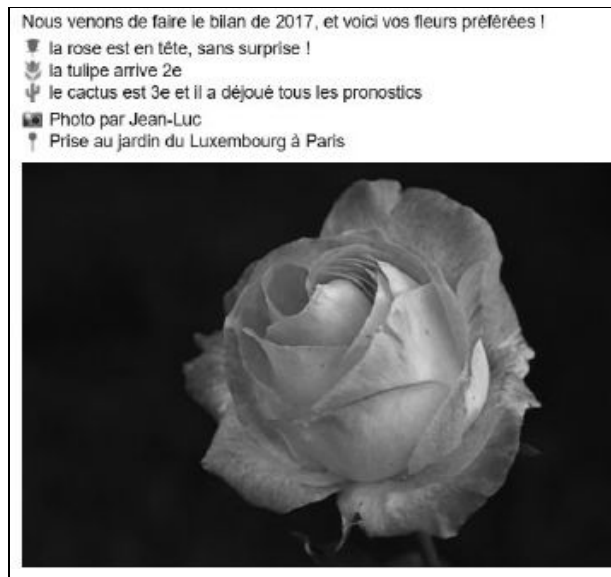 Nous venons de faire le bilan de 2017, et voici vos fleurs préférées !
la rose est en tête, sans surprise !
la tulipe arrive 2e
le cactus est 3e et il a déjoué tous les pronostics
Photo par Jean-Luc
Prise au jardin du Luxembourg à Paris